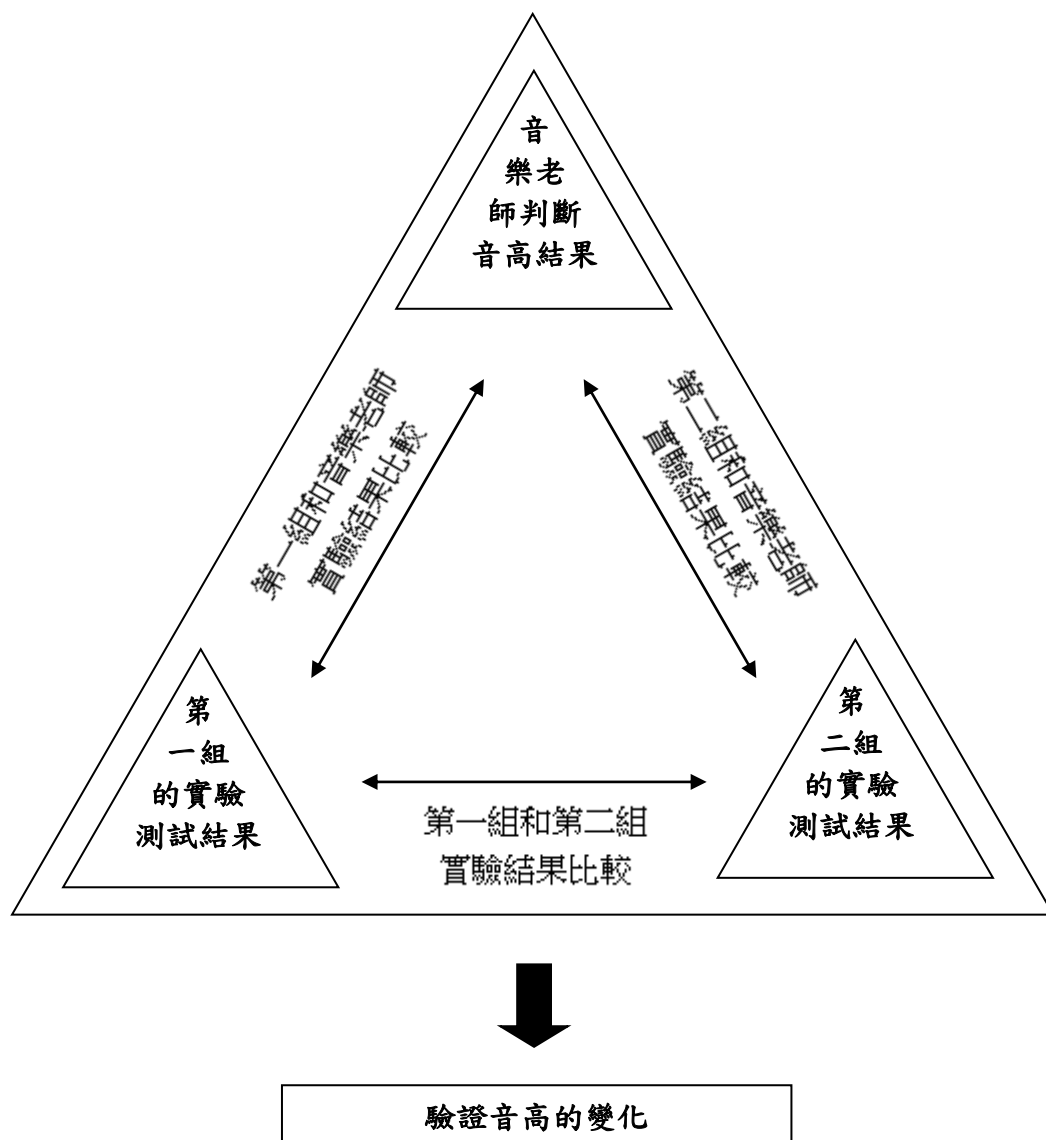 音
樂老
師判斷
音高結果
第一組和音樂老師
實驗結果比較
第二組和音樂老師
實驗結果比較
第
一組
的實驗
測試結果
第
二組
的實驗
測試結果
第一組和第二組
實驗結果比較
驗證音高的變化